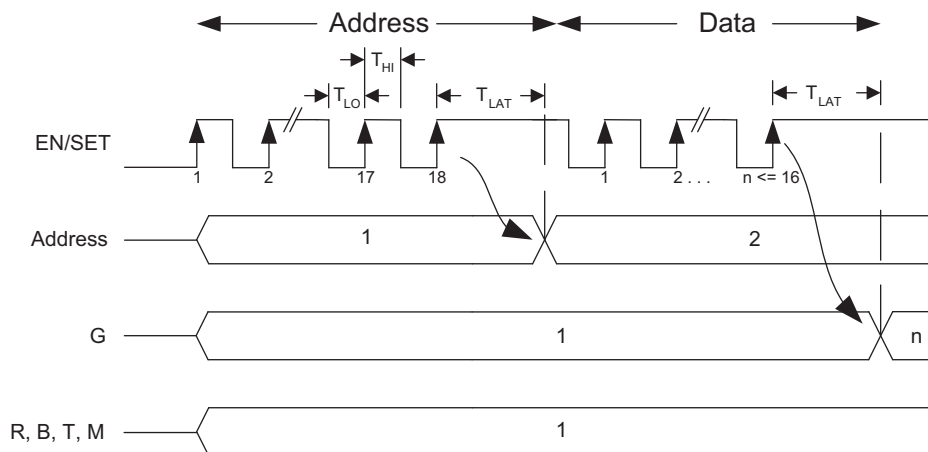 Address Data
T_HI
T_LO T_LAT T_LAT
EN/SET
1 2 17 18 1 2 . . . n <= 16
Address 1 2
G 1 n
R, B, T, M 1